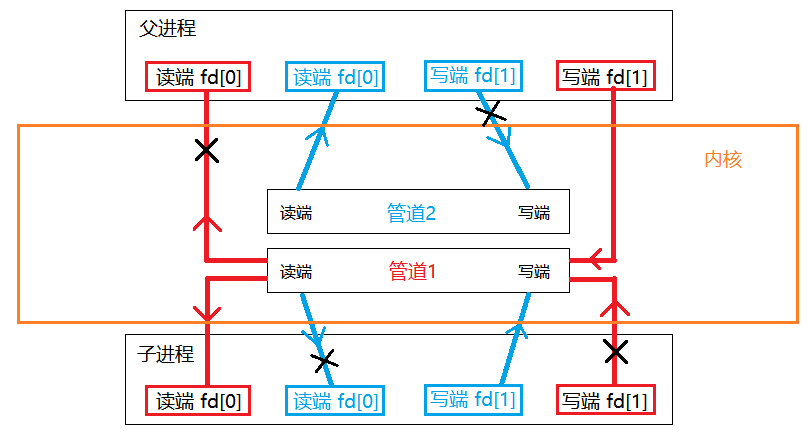 父进程
读端 fd[0] 读端 fd[0] 写端 fd[1] 写端 fd[1]
内核
读端 管道2 写端
读端 管道1 写端
子进程
读端 fd[0] 读端 fd[0] 写端 fd[1] 写端 fd[1]